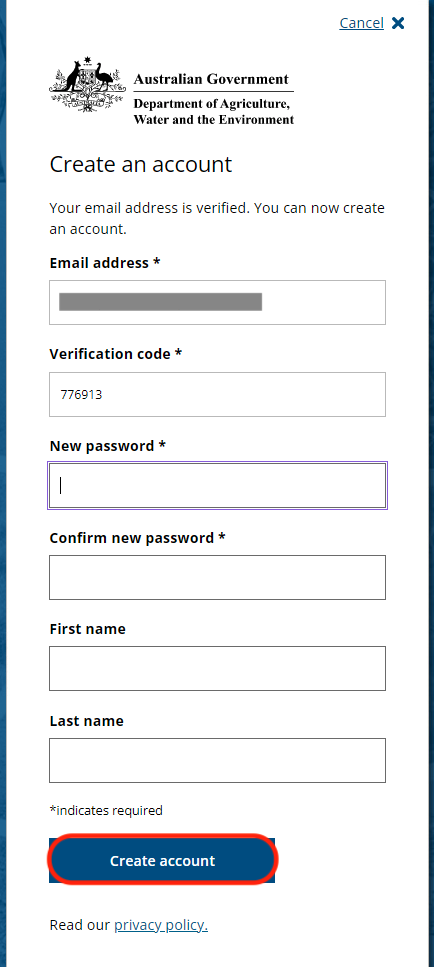 Cancel
Australian Government
Department of Agriculture,
Water and the Environment
Create an account
Your email address is verified. You can now create
an account.
Email address *
Verification code *
776913
New password *
Confirm new password *
First name
Last name
*indicates required
Create account
Read our privacy policy.